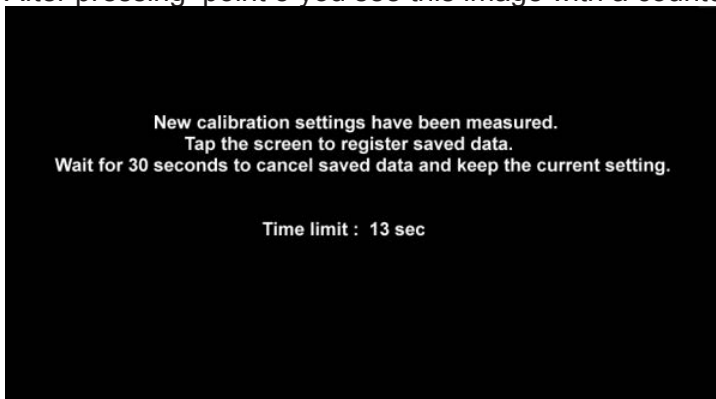 After pressing point 5 you see this image with a counter
New calibration settings have been measured.
Tap the screen to register saved data.
Wait for 30 seconds to cancel saved data and keep the current setting.
Time limit : 13 sec